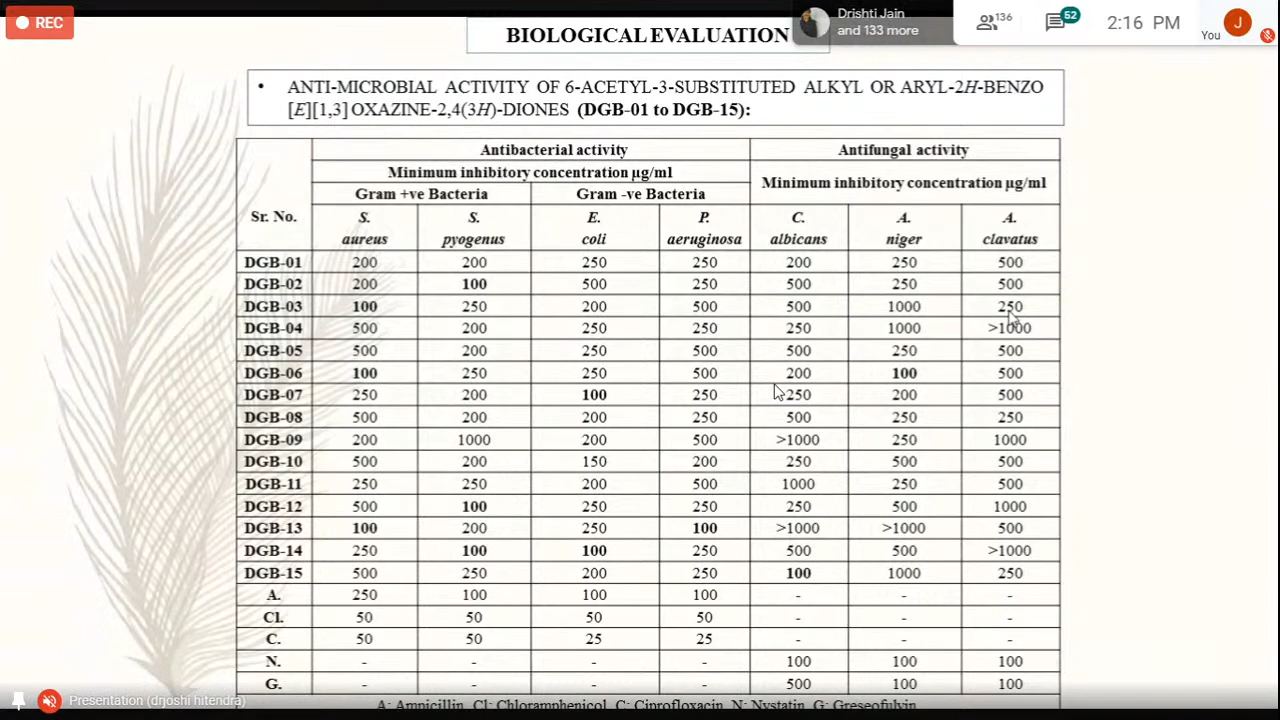 REC
BIOLOGICAL EVALUATION
Drishti Jain
and 133 more
136
52
2:16 PM
J
You
• ANTI-MICROBIAL ACTIVITY OF 6-ACETYL-3-SUBSTITUTED ALKYL OR ARYL-2H-BENZO
[E][1,3] OXAZINE-2,4(3H)-DIONES (DGB-01 to DGB-15):
Antibacterial activity Antifungal activity
Minimum inhibitory concentration µg/ml Minimum inhibitory concentration µg/ml
Gram +ve Bacteria Gram -ve Bacteria
Sr. No. S. aureus S. pyogenus E. coli P. aeruginosa C. albicans A. niger A. clavatus
DGB-01 200 200 250 250 200 250 500
DGB-02 200 100 500 250 500 250 500
DGB-03 100 250 200 500 500 1000 250
DGB-04 500 200 250 250 250 1000 >1000
DGB-05 500 200 250 500 500 250 500
DGB-06 100 250 250 500 200 100 500
DGB-07 250 200 100 250 250 200 500
DGB-08 500 200 200 250 500 250 250
DGB-09 200 1000 200 500 >1000 250 1000
DGB-10 500 200 150 200 250 500 500
DGB-11 250 250 200 500 1000 250 500
DGB-12 500 100 250 250 250 500 1000
DGB-13 100 200 250 100 >1000 >1000 500
DGB-14 250 100 100 250 500 500 >1000
DGB-15 500 250 200 250 100 1000 250
A. 250 100 100 100 - - -
Cl. 50 50 50 50 - - -
C. 50 50 25 25 - - -
N. - - - - 100 100 100
G. - - - - 500 100 100
A: Ampicillin, Cl: Chloramphenicol, C: Ciprofloxacin, N: Nystatin, G: Greseofulvin
Presentation (drjoshi hitendra)